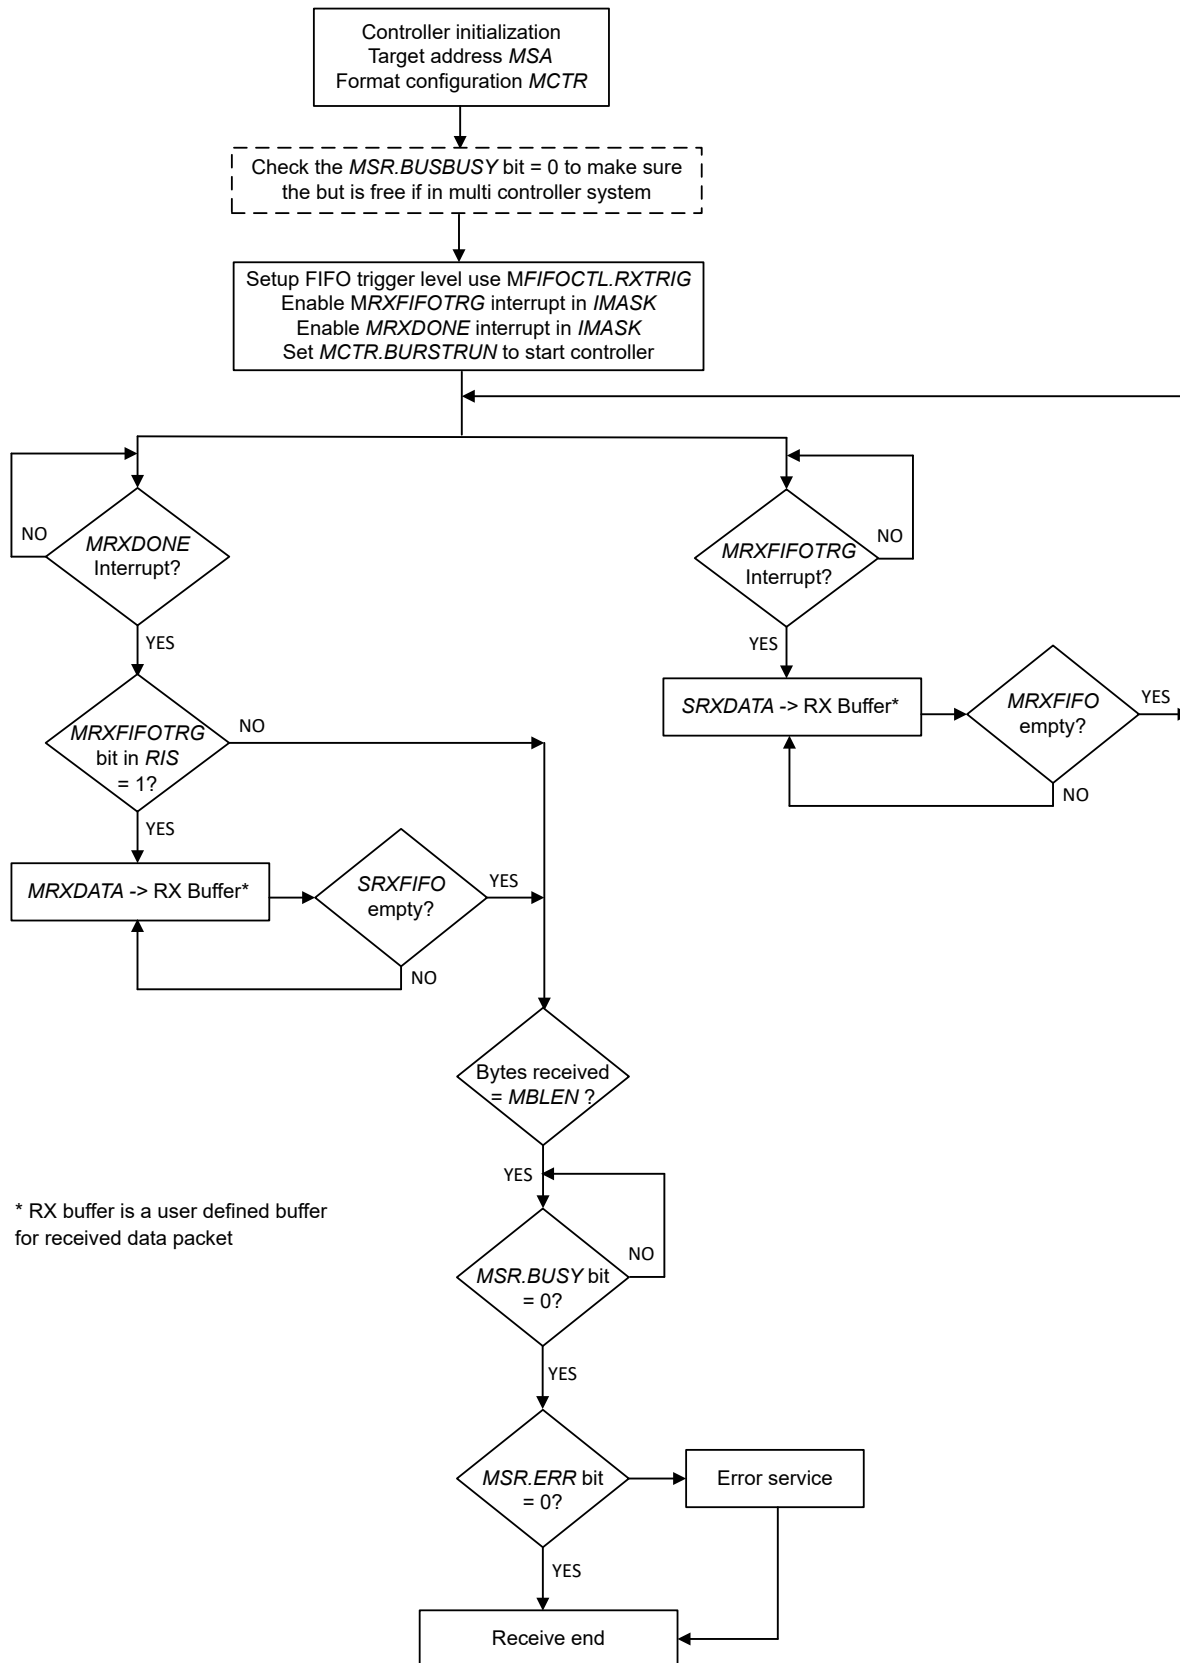 Controller initialization
Target address MSA
Format configuration MCTR
Check the MSR.BUSBUSY bit = 0 to make sure
the but is free if in multi controller system
Setup FIFO trigger level use MFIFOCTL.RXTRIG
Enable MRXFIFOTRG interrupt in IMASK
Enable MRXDONE interrupt in IMASK
Set MCTR.BURSTRUN to start controller
NO
MRXDONE
Interrupt?
YES
NO
MRXFIFOTRG
Interrupt?
YES
SRXDATA -> RX Buffer*
MRXFIFO
empty?
YES
NO
MRXFIFOTRG
bit in RIS
= 1?
NO
YES
MRXDATA -> RX Buffer*
SRXFIFO
empty?
YES
NO
Bytes received
= MBLEN ?
YES
* RX buffer is a user defined buffer
for received data packet
MSR.BUSY bit
= 0?
NO
YES
MSR.ERR bit
= 0?
Error service
YES
Receive end